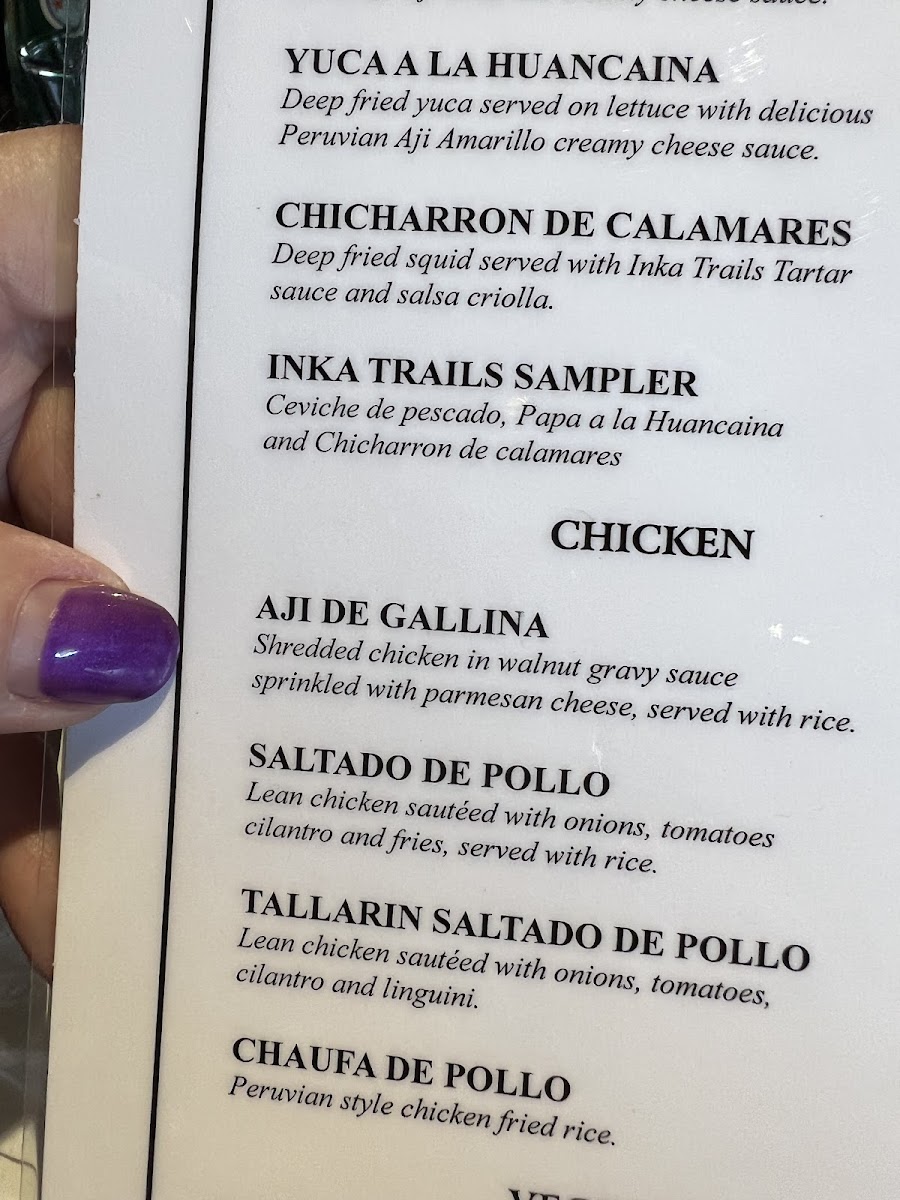 creamy cheese sauce.
YUCA A LA HUANCAINA
Deep fried yuca served on lettuce with delicious
Peruvian Aji Amarillo creamy cheese sauce.
CHICHARRON DE CALAMARES
Deep fried squid served with Inka Trails Tartar
sauce and salsa criolla.
INKA TRAILS SAMPLER
Ceviche de pescado, Papa a la Huancaina
and Chicharron de calamares
CHICKEN
AJI DE GALLINA
Shredded chicken in walnut gravy sauce
sprinkled with parmesan cheese, served with rice.
SALTADO DE POLLO
Lean chicken sautéed with onions, tomatoes
cilantro and fries, served with rice.
TALLARIN SALTADO DE POLLO
Lean chicken sautéed with onions, tomatoes,
cilantro and linguini.
CHAUFA DE POLLO
Peruvian style chicken fried rice.